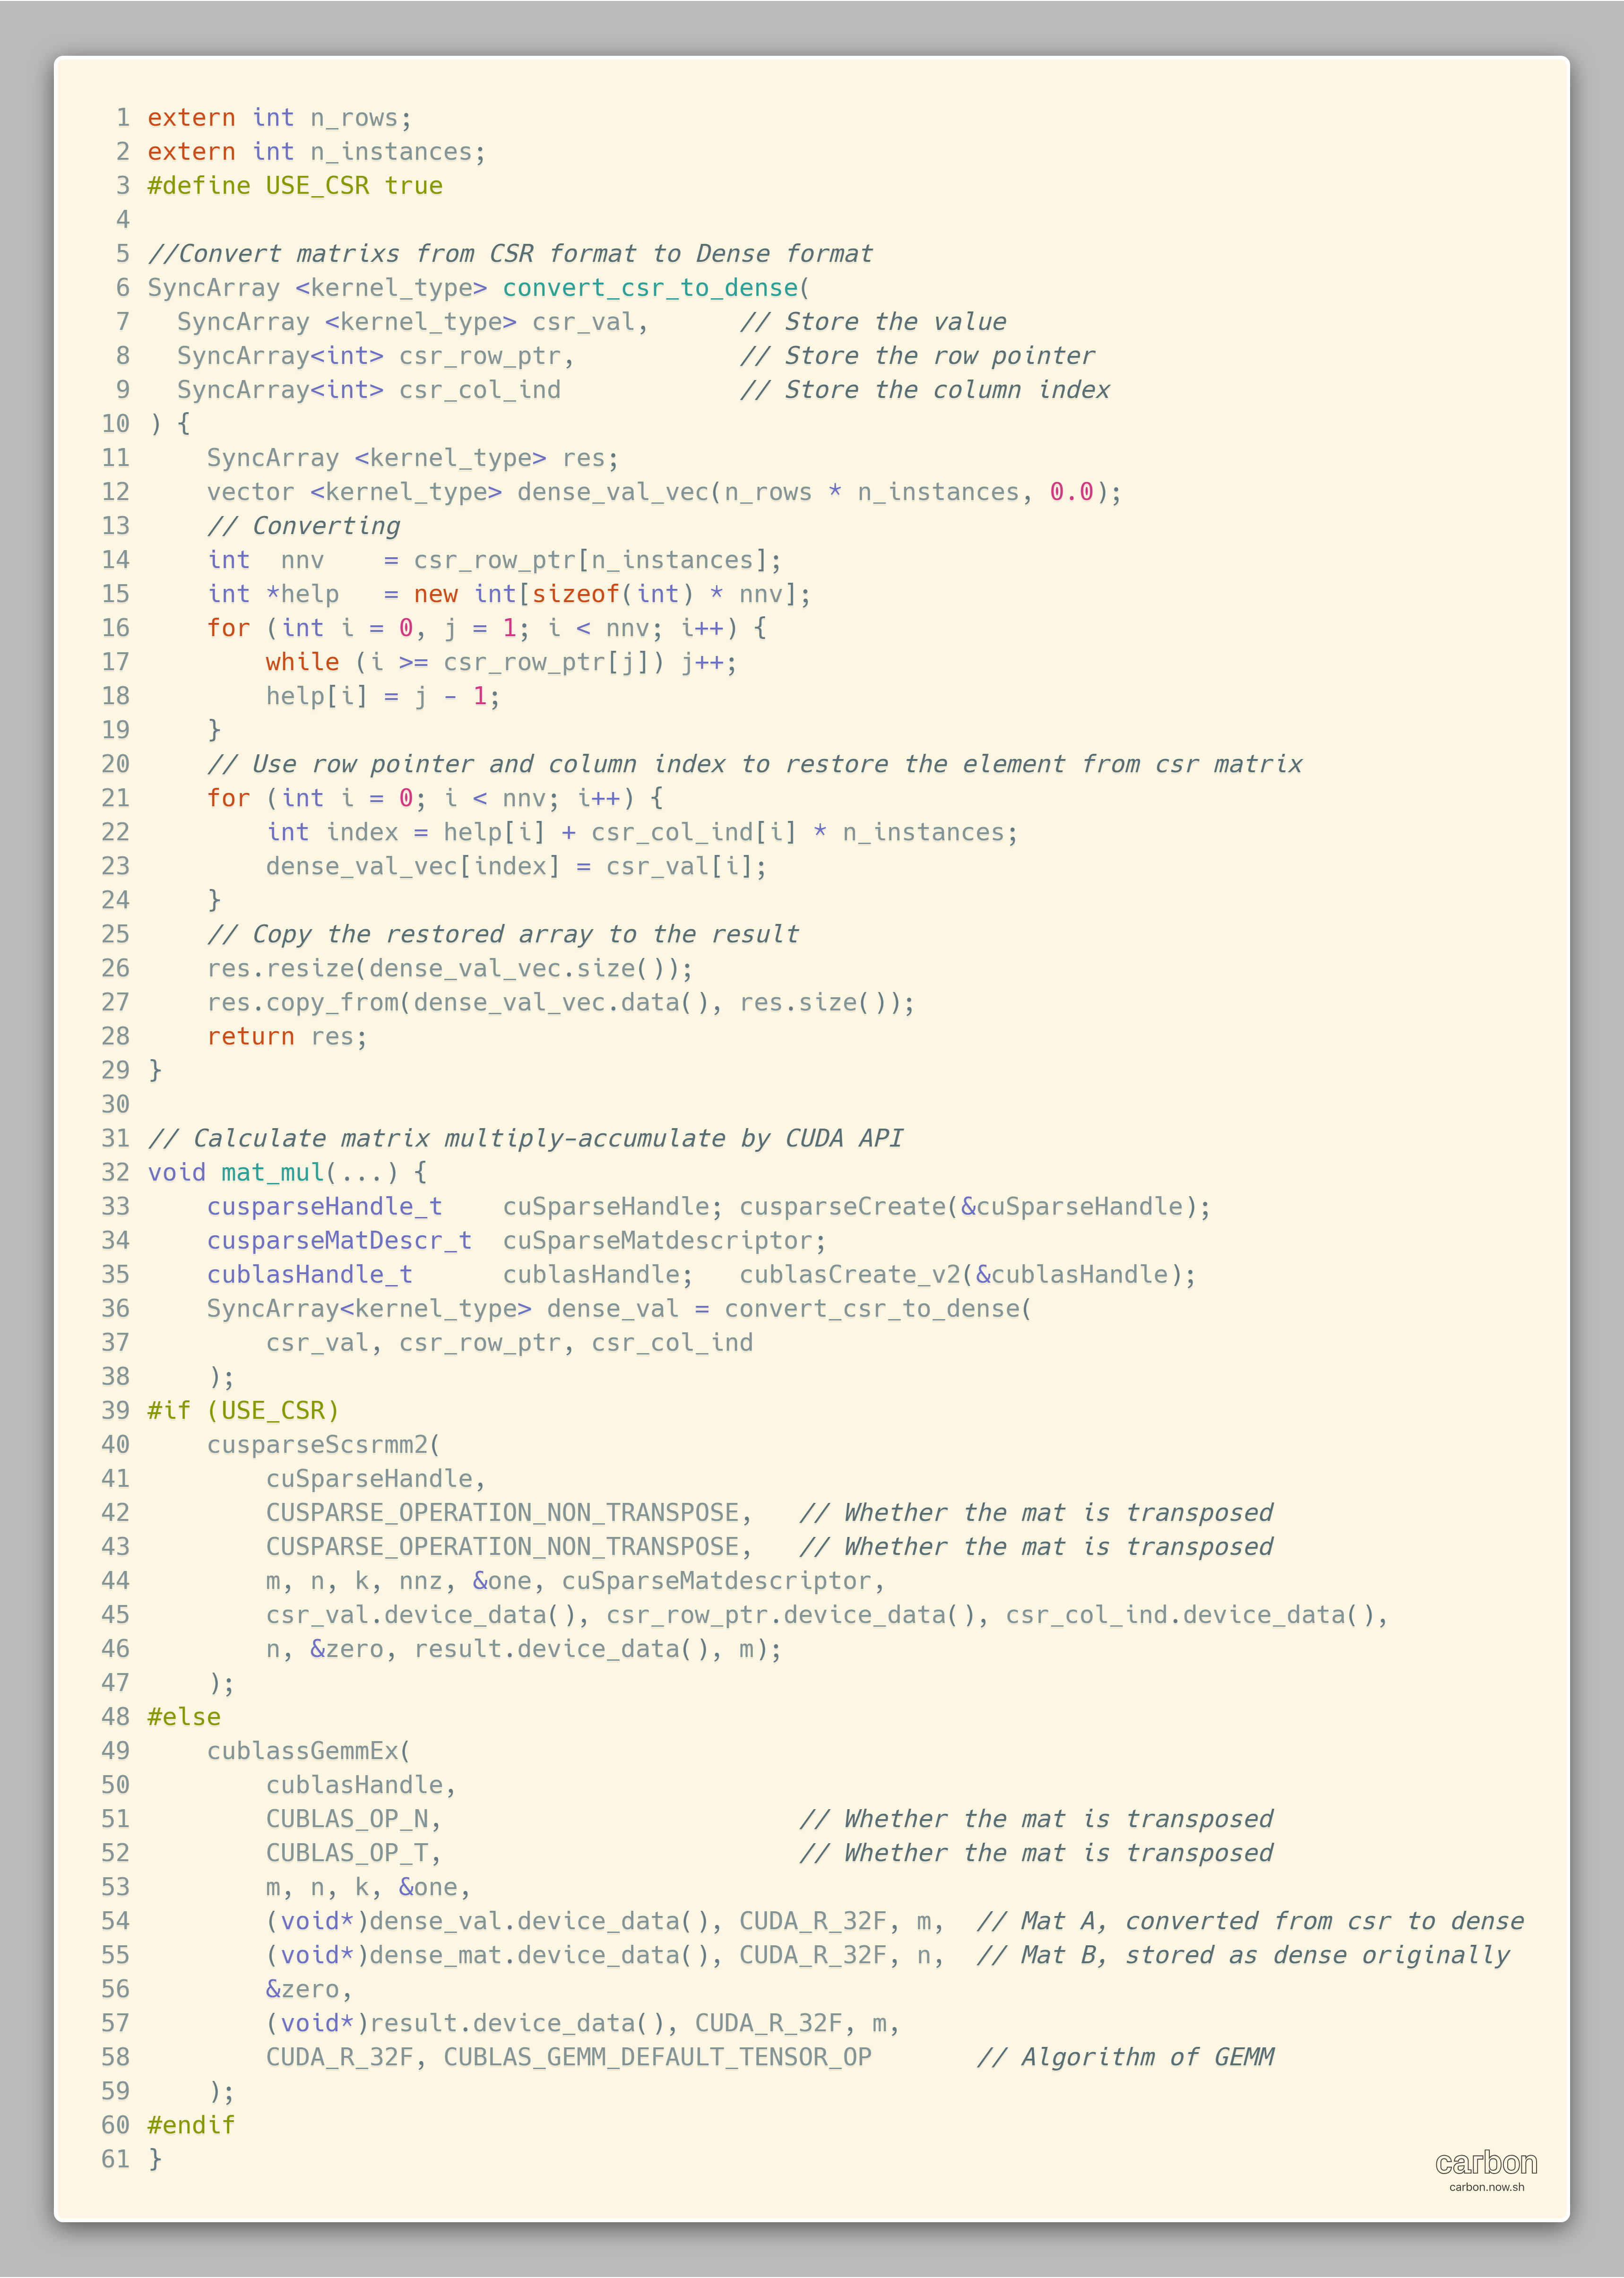 1 extern int n_rows;
2 extern int n_instances;
3 #define USE_CSR true
4
5 //Convert matrixs from CSR format to Dense format
6 SyncArray <kernel_type> convert_csr_to_dense(
7   SyncArray <kernel_type> csr_val,      // Store the value
8   SyncArray<int> csr_row_ptr,           // Store the row pointer
9   SyncArray<int> csr_col_ind            // Store the column index
10 ) {
11     SyncArray <kernel_type> res;
12     vector <kernel_type> dense_val_vec(n_rows * n_instances, 0.0);
13     // Converting
14     int  nnv    = csr_row_ptr[n_instances];
15     int *help   = new int[sizeof(int) * nnv];
16     for (int i = 0, j = 1; i < nnv; i++) {
17         while (i >= csr_row_ptr[j]) j++;
18         help[i] = j - 1;
19     }
20     // Use row pointer and column index to restore the element from csr matrix
21     for (int i = 0; i < nnv; i++) {
22         int index = help[i] + csr_col_ind[i] * n_instances;
23         dense_val_vec[index] = csr_val[i];
24     }
25     // Copy the restored array to the result
26     res.resize(dense_val_vec.size());
27     res.copy_from(dense_val_vec.data(), res.size());
28     return res;
29 }
30
31 // Calculate matrix multiply-accumulate by CUDA API
32 void mat_mul(...) {
33     cusparseHandle_t    cuSparseHandle; cusparseCreate(&cuSparseHandle);
34     cusparseMatDescr_t  cuSparseMatdescriptor;
35     cublasHandle_t      cublasHandle;   cublasCreate_v2(&cublasHandle);
36     SyncArray<kernel_type> dense_val = convert_csr_to_dense(
37         csr_val, csr_row_ptr, csr_col_ind
38     );
39 #if (USE_CSR)
40     cusparseScsrmm2(
41         cuSparseHandle,
42         CUSPARSE_OPERATION_NON_TRANSPOSE,   // Whether the mat is transposed
43         CUSPARSE_OPERATION_NON_TRANSPOSE,   // Whether the mat is transposed
44         m, n, k, nnz, &one, cuSparseMatdescriptor,
45         csr_val.device_data(), csr_row_ptr.device_data(), csr_col_ind.device_data(),
46         n, &zero, result.device_data(), m);
47     );
48 #else
49     cublassGemmEx(
50         cublasHandle,
51         CUBLAS_OP_N,                        // Whether the mat is transposed
52         CUBLAS_OP_T,                        // Whether the mat is transposed
53         m, n, k, &one,
54         (void*)dense_val.device_data(), CUDA_R_32F, m,  // Mat A, converted from csr to dense
55         (void*)dense_mat.device_data(), CUDA_R_32F, n,  // Mat B, stored as dense originally
56         &zero,
57         (void*)result.device_data(), CUDA_R_32F, m,
58         CUDA_R_32F, CUBLAS_GEMM_DEFAULT_TENSOR_OP       // Algorithm of GEMM
59     );
60 #endif
61 }
carbon
carbon.now.sh